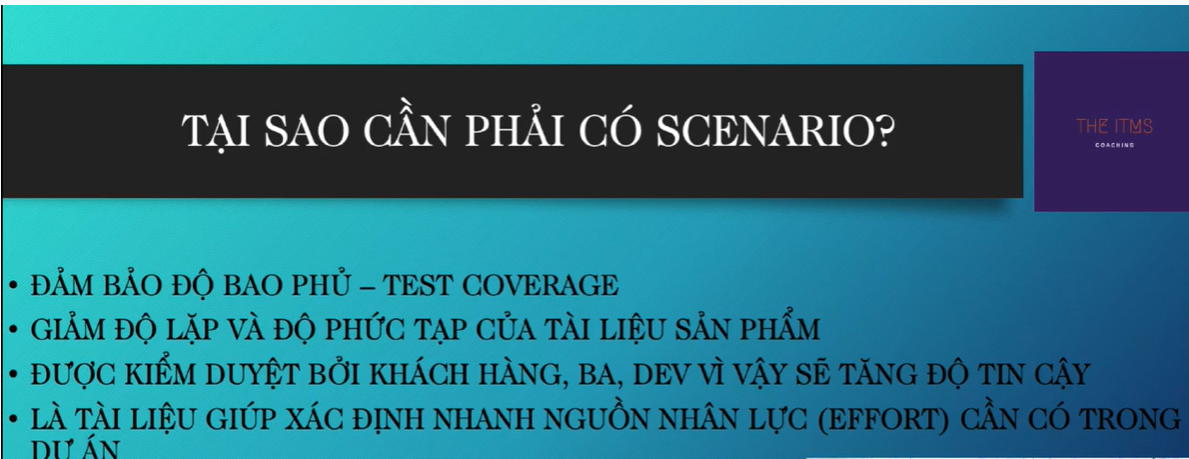 TẠI SAO CẦN PHẢI CÓ SCENARIO?
THE ITMS
COACHING
• ĐẢM BẢO ĐỘ BAO PHỦ – TEST COVERAGE
• GIẢM ĐỘ LẶP VÀ ĐỘ PHỨC TẠP CỦA TÀI LIỆU SẢN PHẨM
• ĐƯỢC KIỂM DUYỆT BỞI KHÁCH HÀNG, BA, DEV VÌ VẬY SẼ TĂNG ĐỘ TIN CẬY
• LÀ TÀI LIỆU GIÚP XÁC ĐỊNH NHANH NGUỒN NHÂN LỰC (EFFORT) CẦN CÓ TRONG
DỰ ÁN